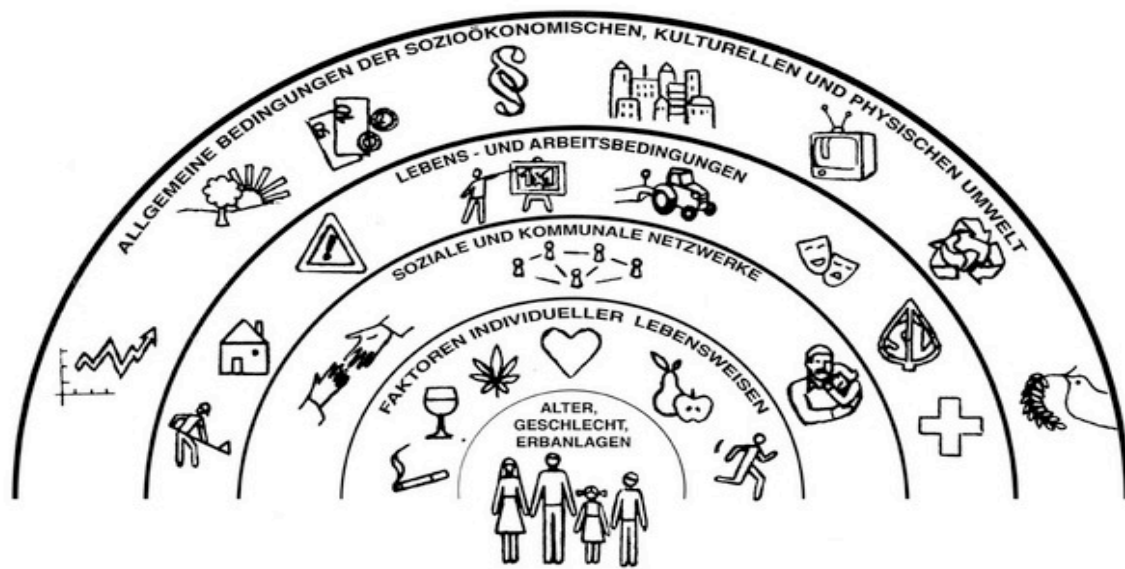 ALLGEMEINE BEDINGUNGEN DER SOZIOÖKONOMISCHEN, KULTURELLEN UND PHYSISCHEN UMWELT
§
LEBENS - UND ARBEITSBEDINGUNGEN
!
SOZIALE UND KOMMUNALE NETZWERKE
FAKTOREN INDIVIDUELLER LEBENSWEISEN
ALTER,
GESCHLECHT,
ERBANLAGEN